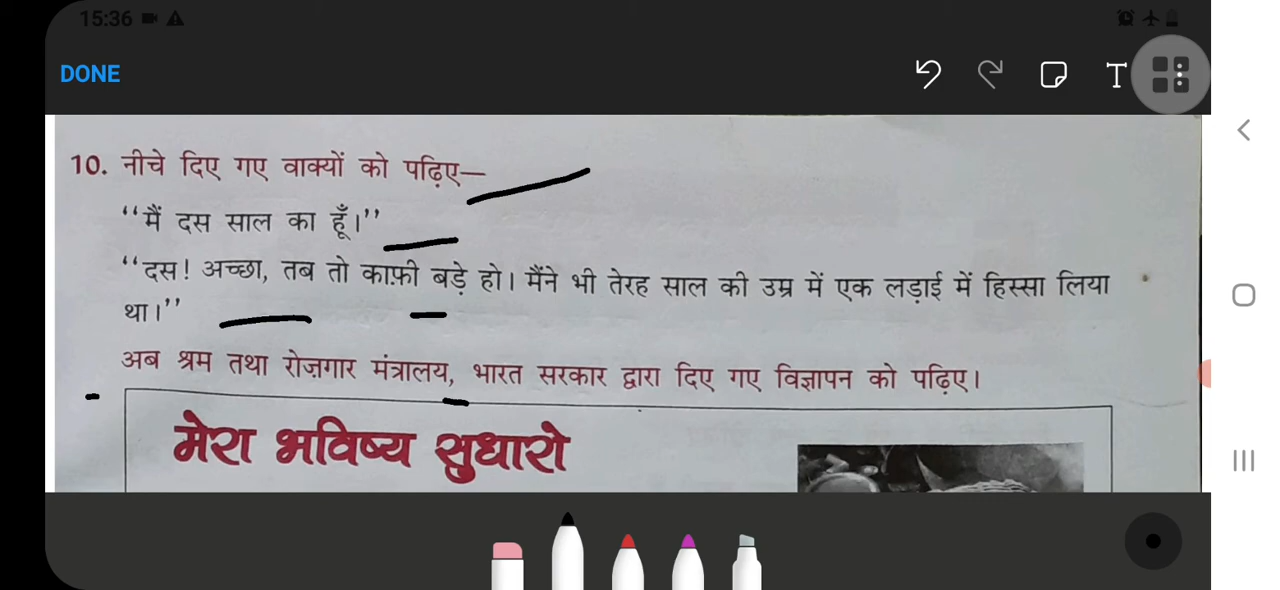 15:36
DONE
T
10. नीचे दिए गए वाक्यों को पढ़िए—
“मैं दस साल का हूँ।”
“दस! अच्छा, तब तो काफ़ी बड़े हो। मैंने भी तेरह साल की उम्र में एक लड़ाई में हिस्सा लिया
था।”
अब श्रम तथा रोज़गार मंत्रालय, भारत सरकार द्वारा दिए गए विज्ञापन को पढ़िए।
मेरा भविष्य सुधारो